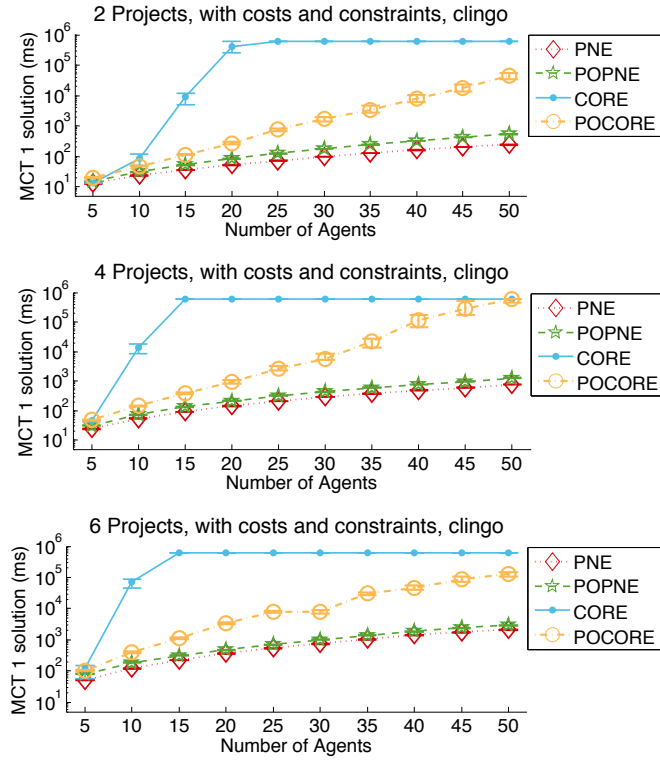 2 Projects, with costs and constraints, clingo
MCT 1 solution (ms)
10^6
10^5
10^4
10^3
10^2
10^1
5 10 15 20 25 30 35 40 45 50
Number of Agents
PNE
POPNE
CORE
POCORE
4 Projects, with costs and constraints, clingo
MCT 1 solution (ms)
10^6
10^5
10^4
10^3
10^2
10^1
5 10 15 20 25 30 35 40 45 50
Number of Agents
PNE
POPNE
CORE
POCORE
6 Projects, with costs and constraints, clingo
MCT 1 solution (ms)
10^6
10^5
10^4
10^3
10^2
10^1
5 10 15 20 25 30 35 40 45 50
Number of Agents
PNE
POPNE
CORE
POCORE